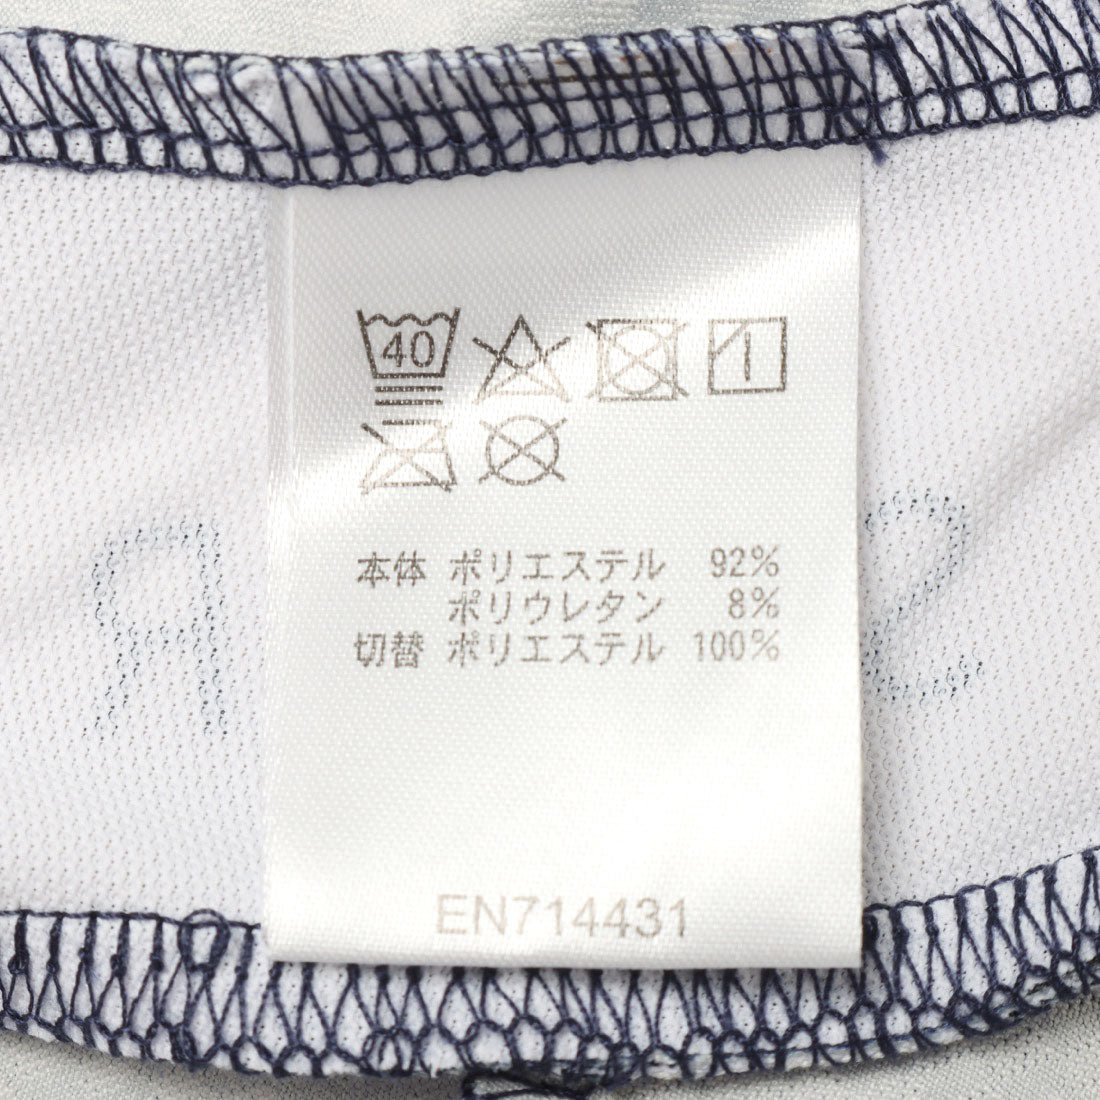 40
本体 ポリエステル 92%
ポリウレタン 8%
切替 ポリエステル 100%
EN714431